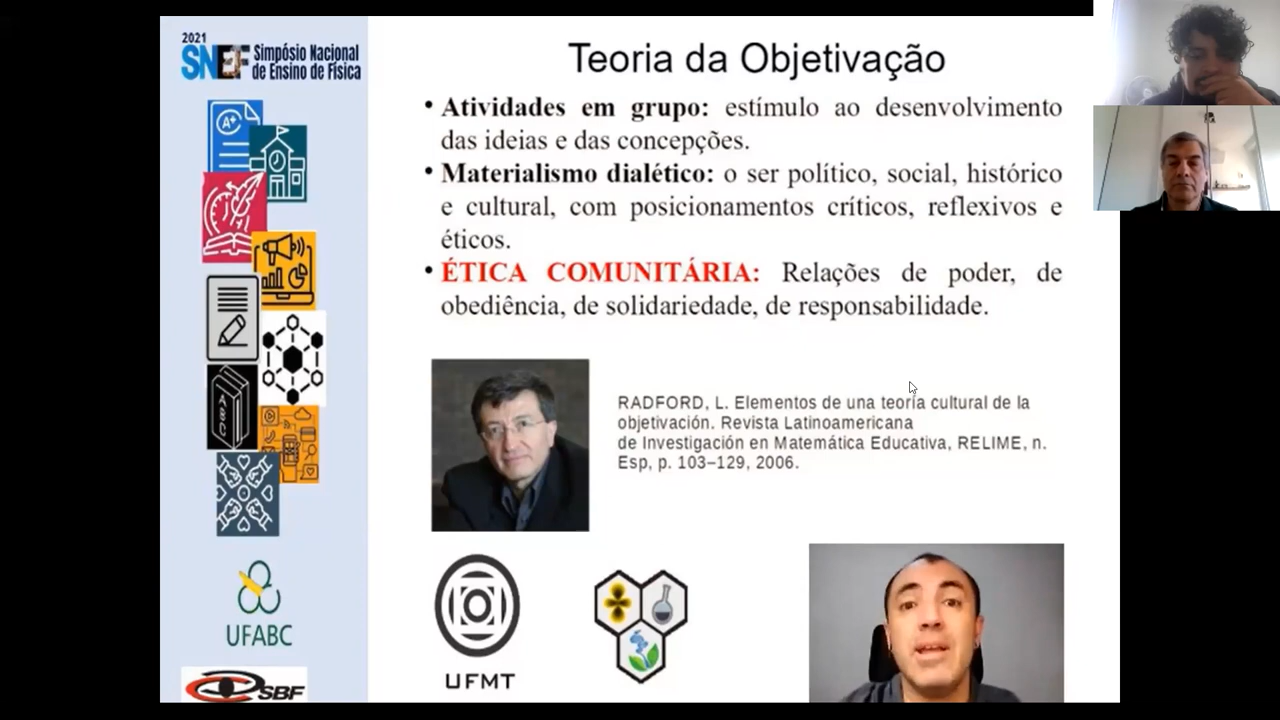 2021
SNEF Simpósio Nacional
de Ensino de Física
Teoria da Objetivação
• Atividades em grupo: estímulo ao desenvolvimento
das ideias e das concepções.
• Materialismo dialético: o ser político, social, histórico
e cultural, com posicionamentos críticos, reflexivos e
éticos.
• ÉTICA COMUNITÁRIA: Relações de poder, de
obediência, de solidariedade, de responsabilidade.
RADFORD, L. Elementos de una teoría cultural de la
objetivación. Revista Latinoamericana
de Investigación en Matemática Educativa, RELIME, n.
Esp, p. 103–129, 2006.
A+
ABC
UFABC
SBF
UFMT